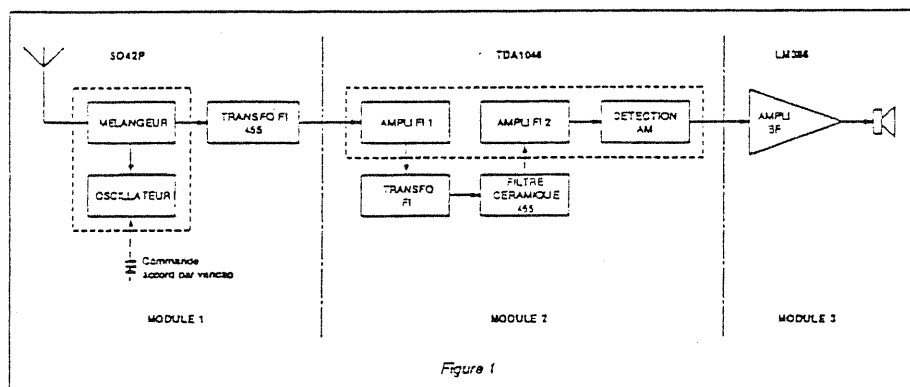 SO42P
TDA1046
LM386
MELANGEUR
TRANSFO FI
455
AMPLI FI 1
AMPLI FI 2
DETECTION
AM
AMPLI
BF
OSCILLATEUR
TRANSFO
FI
FILTRE
CERAMIQUE
455
Commande
accord par varicap
MODULE 1
MODULE 2
MODULE 3
Figure 1